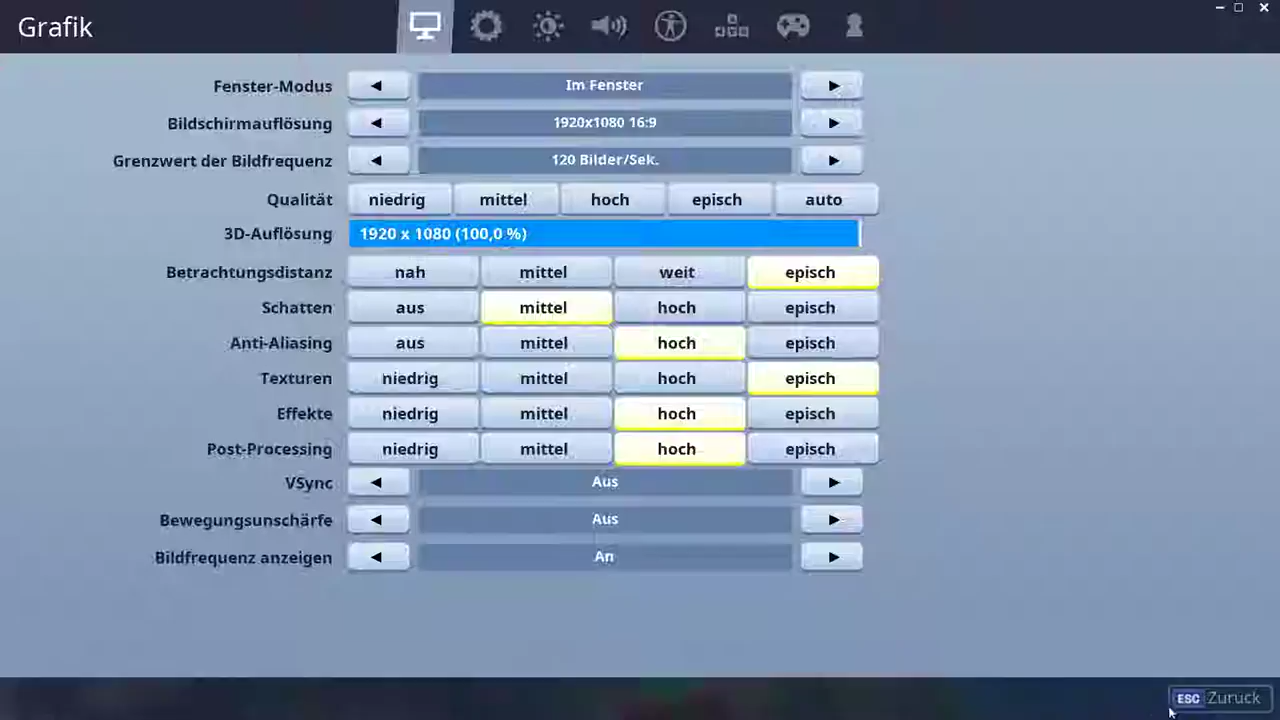 Grafik
Fenster-Modus ◄ Im Fenster ►
Bildschirmauflösung ◄ 1920x1080 16:9 ►
Grenzwert der Bildfrequenz ◄ 120 Bilder/Sek. ►
Qualität niedrig mittel hoch episch auto
3D-Auflösung 1920 x 1080 (100,0 %)
Betrachtungsdistanz nah mittel weit episch
Schatten aus mittel hoch episch
Anti-Aliasing aus mittel hoch episch
Texturen niedrig mittel hoch episch
Effekte niedrig mittel hoch episch
Post-Processing niedrig mittel hoch episch
VSync ◄ Aus ►
Bewegungsunschärfe ◄ Aus ►
Bildfrequenz anzeigen ◄ An ►
ESC Zuruck